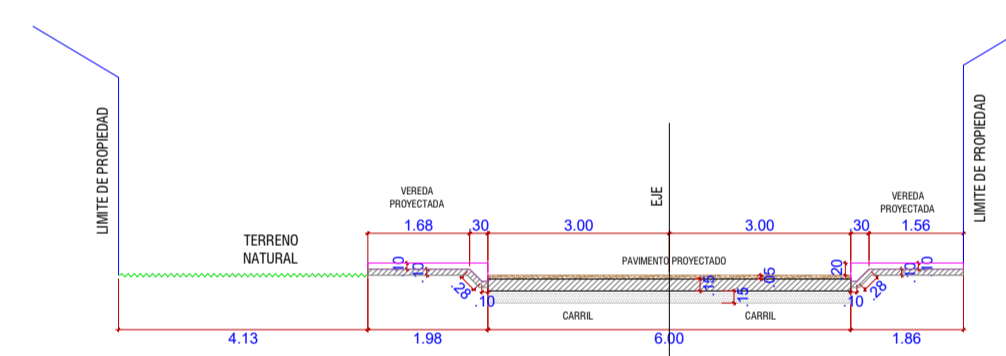 LIMITE DE PROPIEDAD
TERRENO
NATURAL
VEREDA
PROYECTADA
1.68
.30
3.00
EJE
3.00
.30
VEREDA
PROYECTADA
1.56
LIMITE DE PROPIEDAD
.10
.10
.28
.10
PAVIMENTO PROYECTADO
.15
.15
.05
.20
.10
.28
.10
.10
CARRIL
CARRIL
4.13
1.98
6.00
1.86